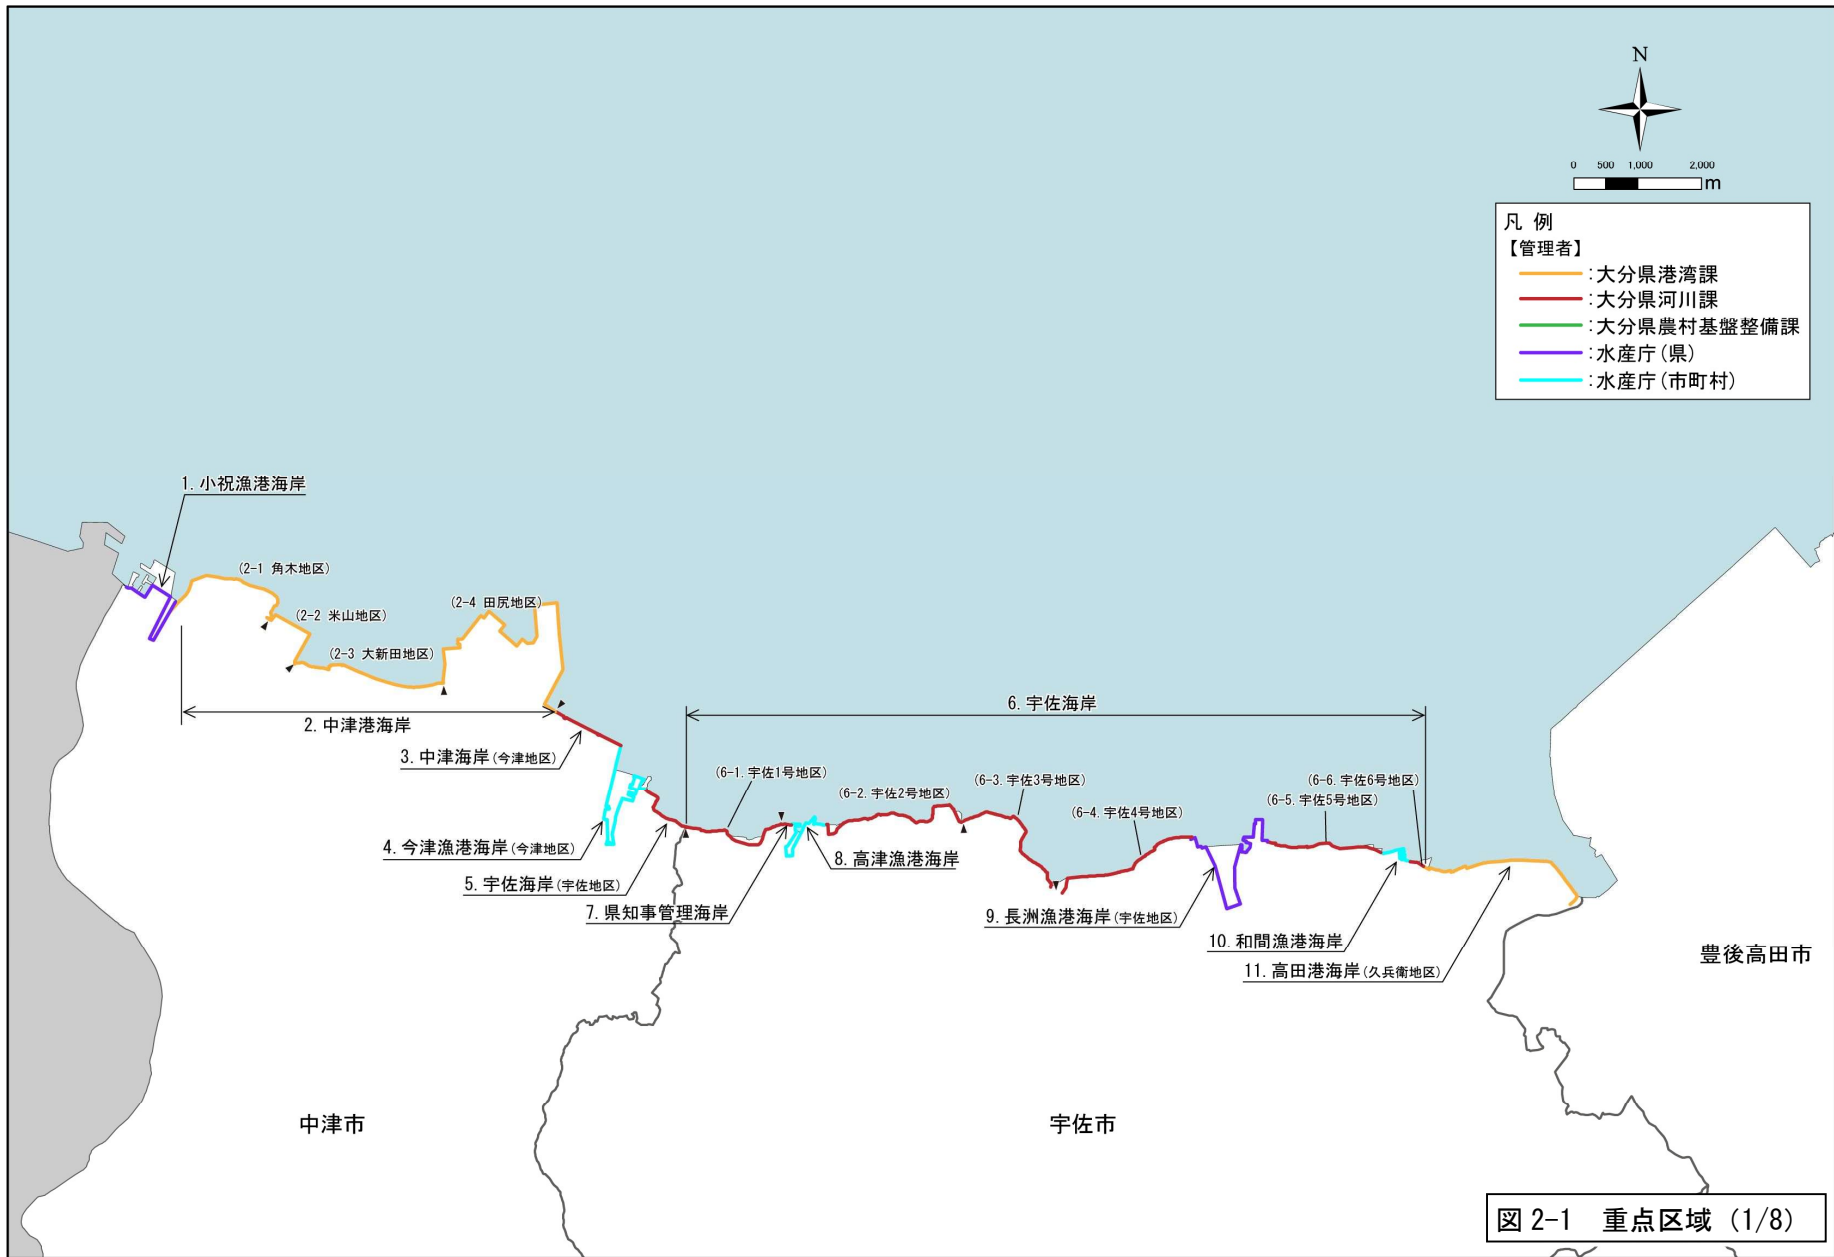 N
0 500 1,000 2,000
m
凡 例
【管理者】
:大分県港湾課
:大分県河川課
:大分県農村基盤整備課
:水産庁(県)
:水産庁(市町村)
1. 小祝漁港海岸
(2-1 角木地区)
(2-2 米山地区)
(2-3 大新田地区)
(2-4 田尻地区)
2. 中津港海岸
3. 中津海岸(今津地区)
4. 今津漁港海岸(今津地区)
5. 宇佐海岸(宇佐地区)
6. 宇佐海岸
(6-1. 宇佐1号地区)
(6-2. 宇佐2号地区)
(6-3. 宇佐3号地区)
(6-4. 宇佐4号地区)
(6-5. 宇佐5号地区)
(6-6. 宇佐6号地区)
7. 県知事管理海岸
8. 高津漁港海岸
9. 長洲漁港海岸(宇佐地区)
10. 和間漁港海岸
11. 高田港海岸(久兵衛地区)
豊後高田市
中津市
宇佐市
図 2-1 重点区域 (1/8)